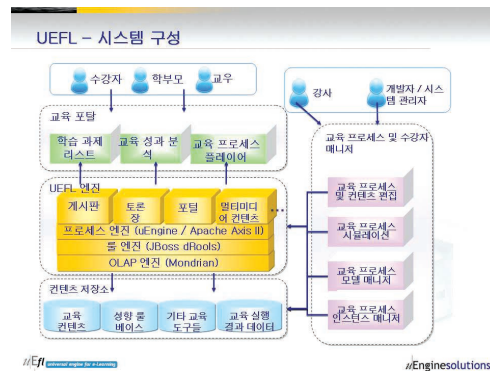 UEFL – 시스템 구성
수강자
학부모
교우
강사
개발자 / 시스
템 관리자
교육 포탈
학습 과제
리스트
교육 성과 분
석
교육 프로세스
플레이어
교육 프로세스 및 수강자
매니저
UEFL 엔진
게시판
토론
장
포털
멀티미디
어 컨텐츠
...
프로세스 엔진 (uEngine / Apache Axis II)
룰 엔진 (JBoss dRools)
OLAP 엔진 (Mondrian)
교육 프로세스
및 컨텐츠 편집
교육 프로세스
시뮬레이션
교육 프로세스
모델 매니저
교육 프로세스
인스턴스 매니저
컨텐츠 저장소
교육
컨텐츠
성향 룰
베이스
기타 교육
도구들
교육 실행
결과 데이터
uEfl universal engine for e-Learning
uEnginesolutions